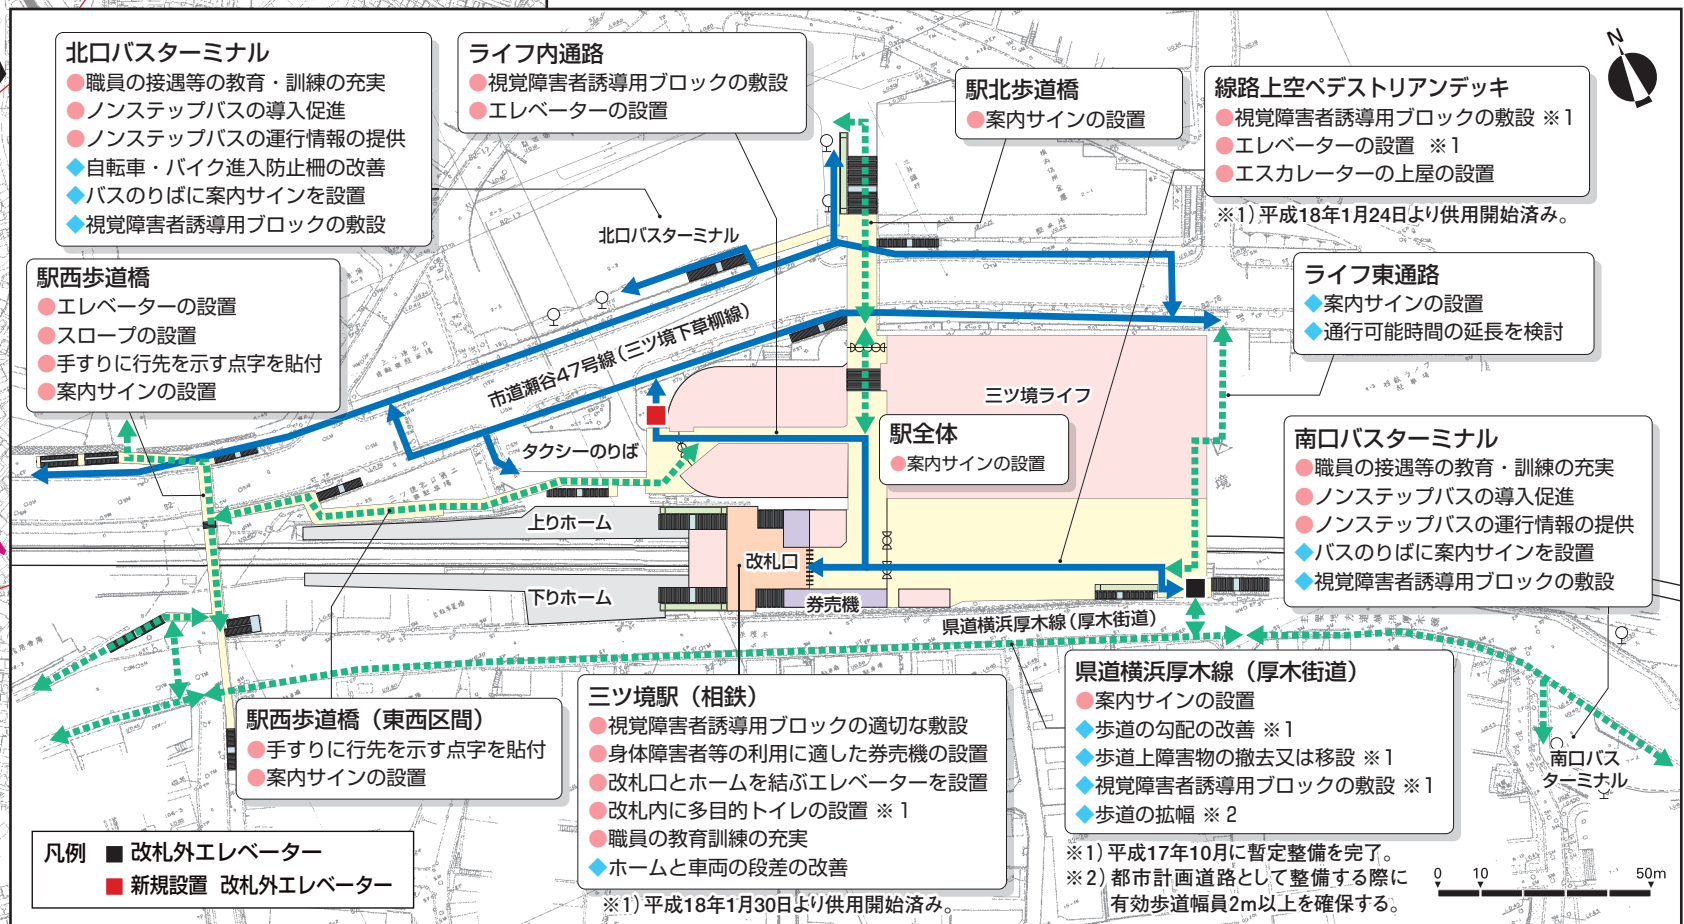 北口バスターミナル
●職員の接遇等の教育・訓練の充実
●ノンステップバスの導入促進
●ノンステップバスの運行情報の提供
◆自転車・バイク進入防止柵の改善
◆バスのりばに案内サインを設置
◆視覚障害者誘導用ブロックの敷設
ライフ内通路
●視覚障害者誘導用ブロックの敷設
●エレベーターの設置
駅北歩道橋
●案内サインの設置
線路上空ペデストリアンデッキ
●視覚障害者誘導用ブロックの敷設 ※1
●エレベーターの設置 ※1
●エスカレーターの上屋の設置
※1）平成18年1月24日より供用開始済み。
N
北口バスターミナル
駅西歩道橋
●エレベーターの設置
●スロープの設置
●手すりに行先を示す点字を貼付
●案内サインの設置
ライフ東通路
◆案内サインの設置
◆通行可能時間の延長を検討
市道瀬谷47号線（三ツ境下草柳線）
三ツ境ライフ
タクシーのりば
駅全体
●案内サインの設置
南口バスターミナル
●職員の接遇等の教育・訓練の充実
●ノンステップバスの導入促進
●ノンステップバスの運行情報の提供
◆バスのりばに案内サインを設置
◆視覚障害者誘導用ブロックの敷設
上りホーム
改札口
下りホーム
券売機
県道横浜厚木線（厚木街道）
駅西歩道橋（東西区間）
●手すりに行先を示す点字を貼付
●案内サインの設置
三ツ境駅（相鉄）
●視覚障害者誘導用ブロックの適切な敷設
●身体障害者等の利用に適した券売機の設置
●改札口とホームを結ぶエレベーターを設置
●改札内に多目的トイレの設置 ※1
●職員の教育訓練の充実
◆ホームと車両の段差の改善
※1）平成18年1月30日より供用開始済み。
県道横浜厚木線（厚木街道）
●案内サインの設置
◆歩道の勾配の改善 ※1
◆歩道上障害物の撤去又は移設 ※1
◆視覚障害者誘導用ブロックの敷設 ※1
◆歩道の拡幅 ※2
※1）平成17年10月に暫定整備を完了。
※2）都市計画道路として整備する際に
有効歩道幅員2m以上を確保する。
南口バス
ターミナル
凡例 ■ 改札外エレベーター
■ 新規設置 改札外エレベーター
0 10 50m